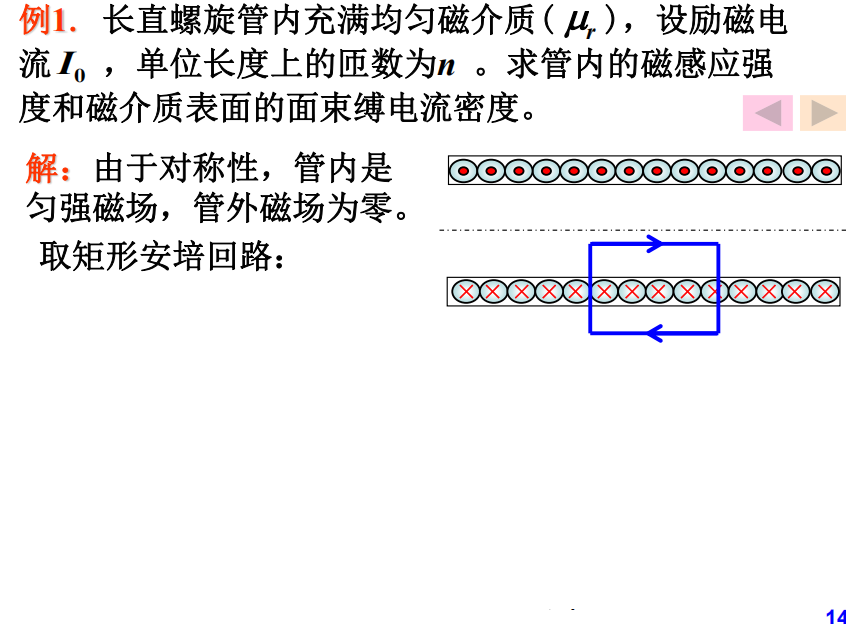 例1. 长直螺旋管内充满均匀磁介质（μr），设励磁电
流 I0 ，单位长度上的匝数为n 。求管内的磁感应强
度和磁介质表面的面束缚电流密度。
解：由于对称性，管内是
匀强磁场，管外磁场为零。
取矩形安培回路：
14